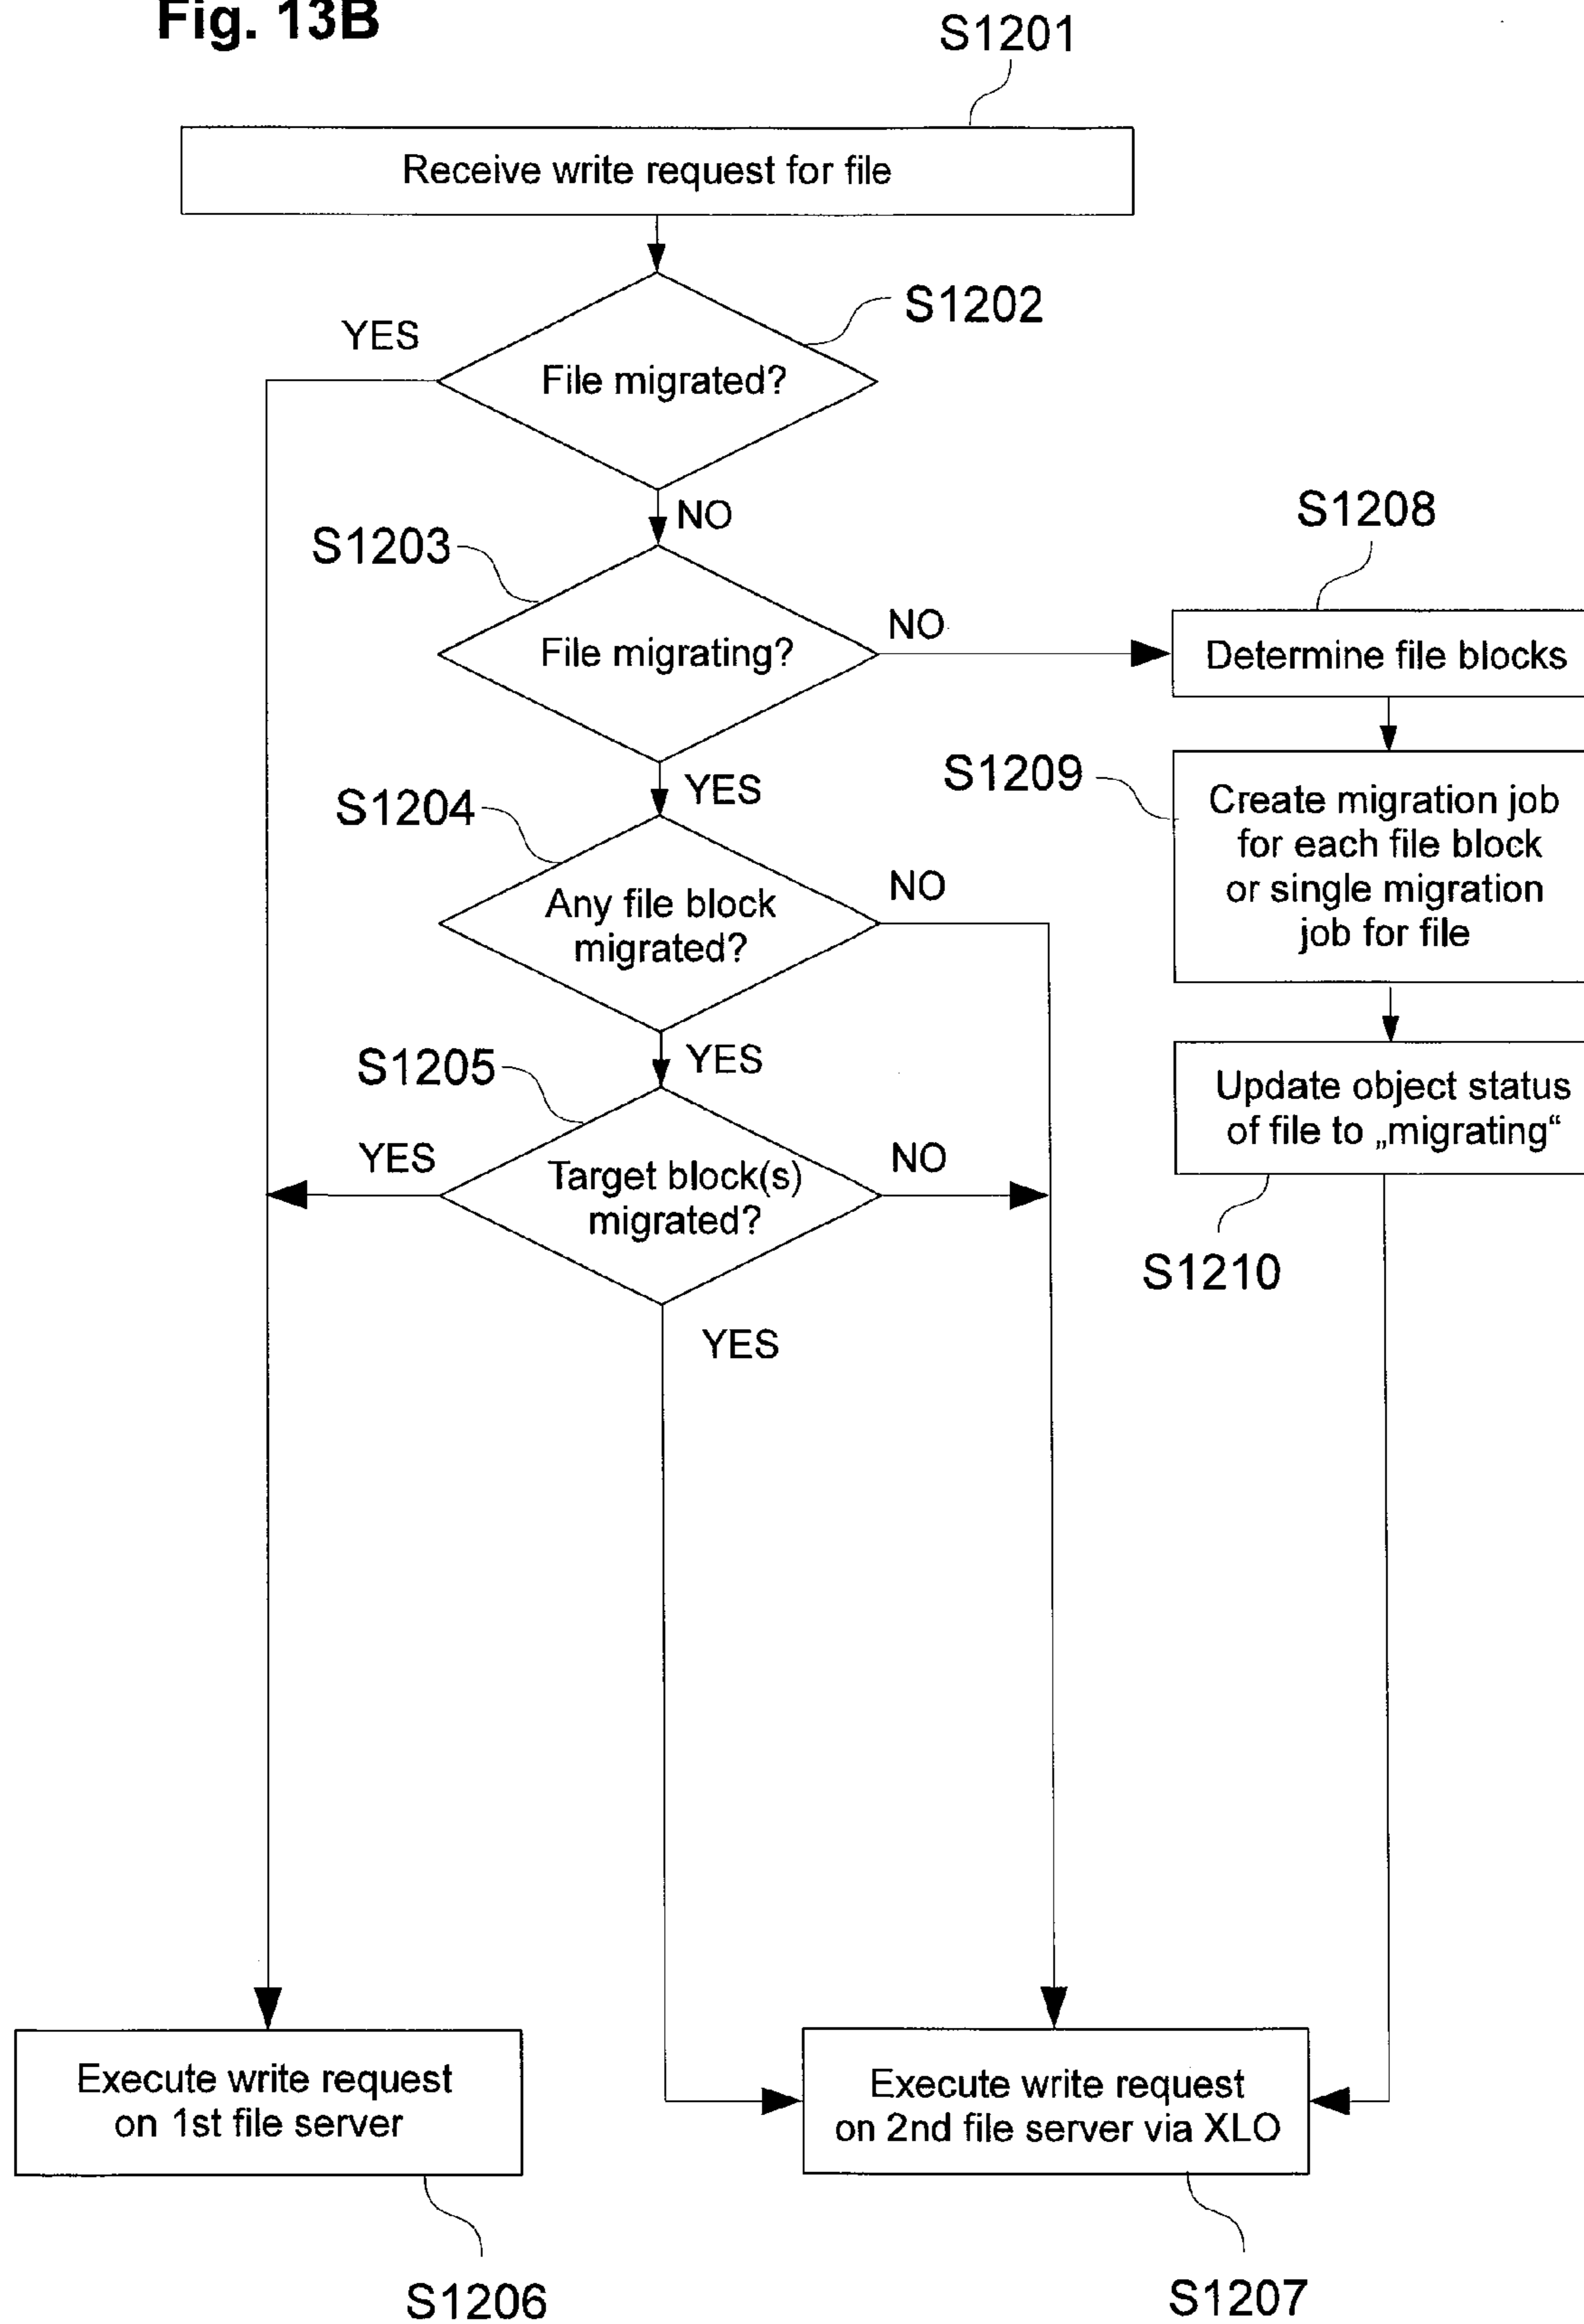 Fig. 13B
S1201
Receive write request for file
S1202
YES
File migrated?
NO
S1203
S1208
File migrating?
NO
Determine file blocks
YES
S1204
S1209
Create migration job
for each file block
or single migration
job for file
Any file block
migrated?
NO
YES
S1205
Update object status
of file to „migrating“
YES
Target block(s)
migrated?
NO
S1210
YES
Execute write request
on 1st file server
Execute write request
on 2nd file server via XLO
S1206
S1207